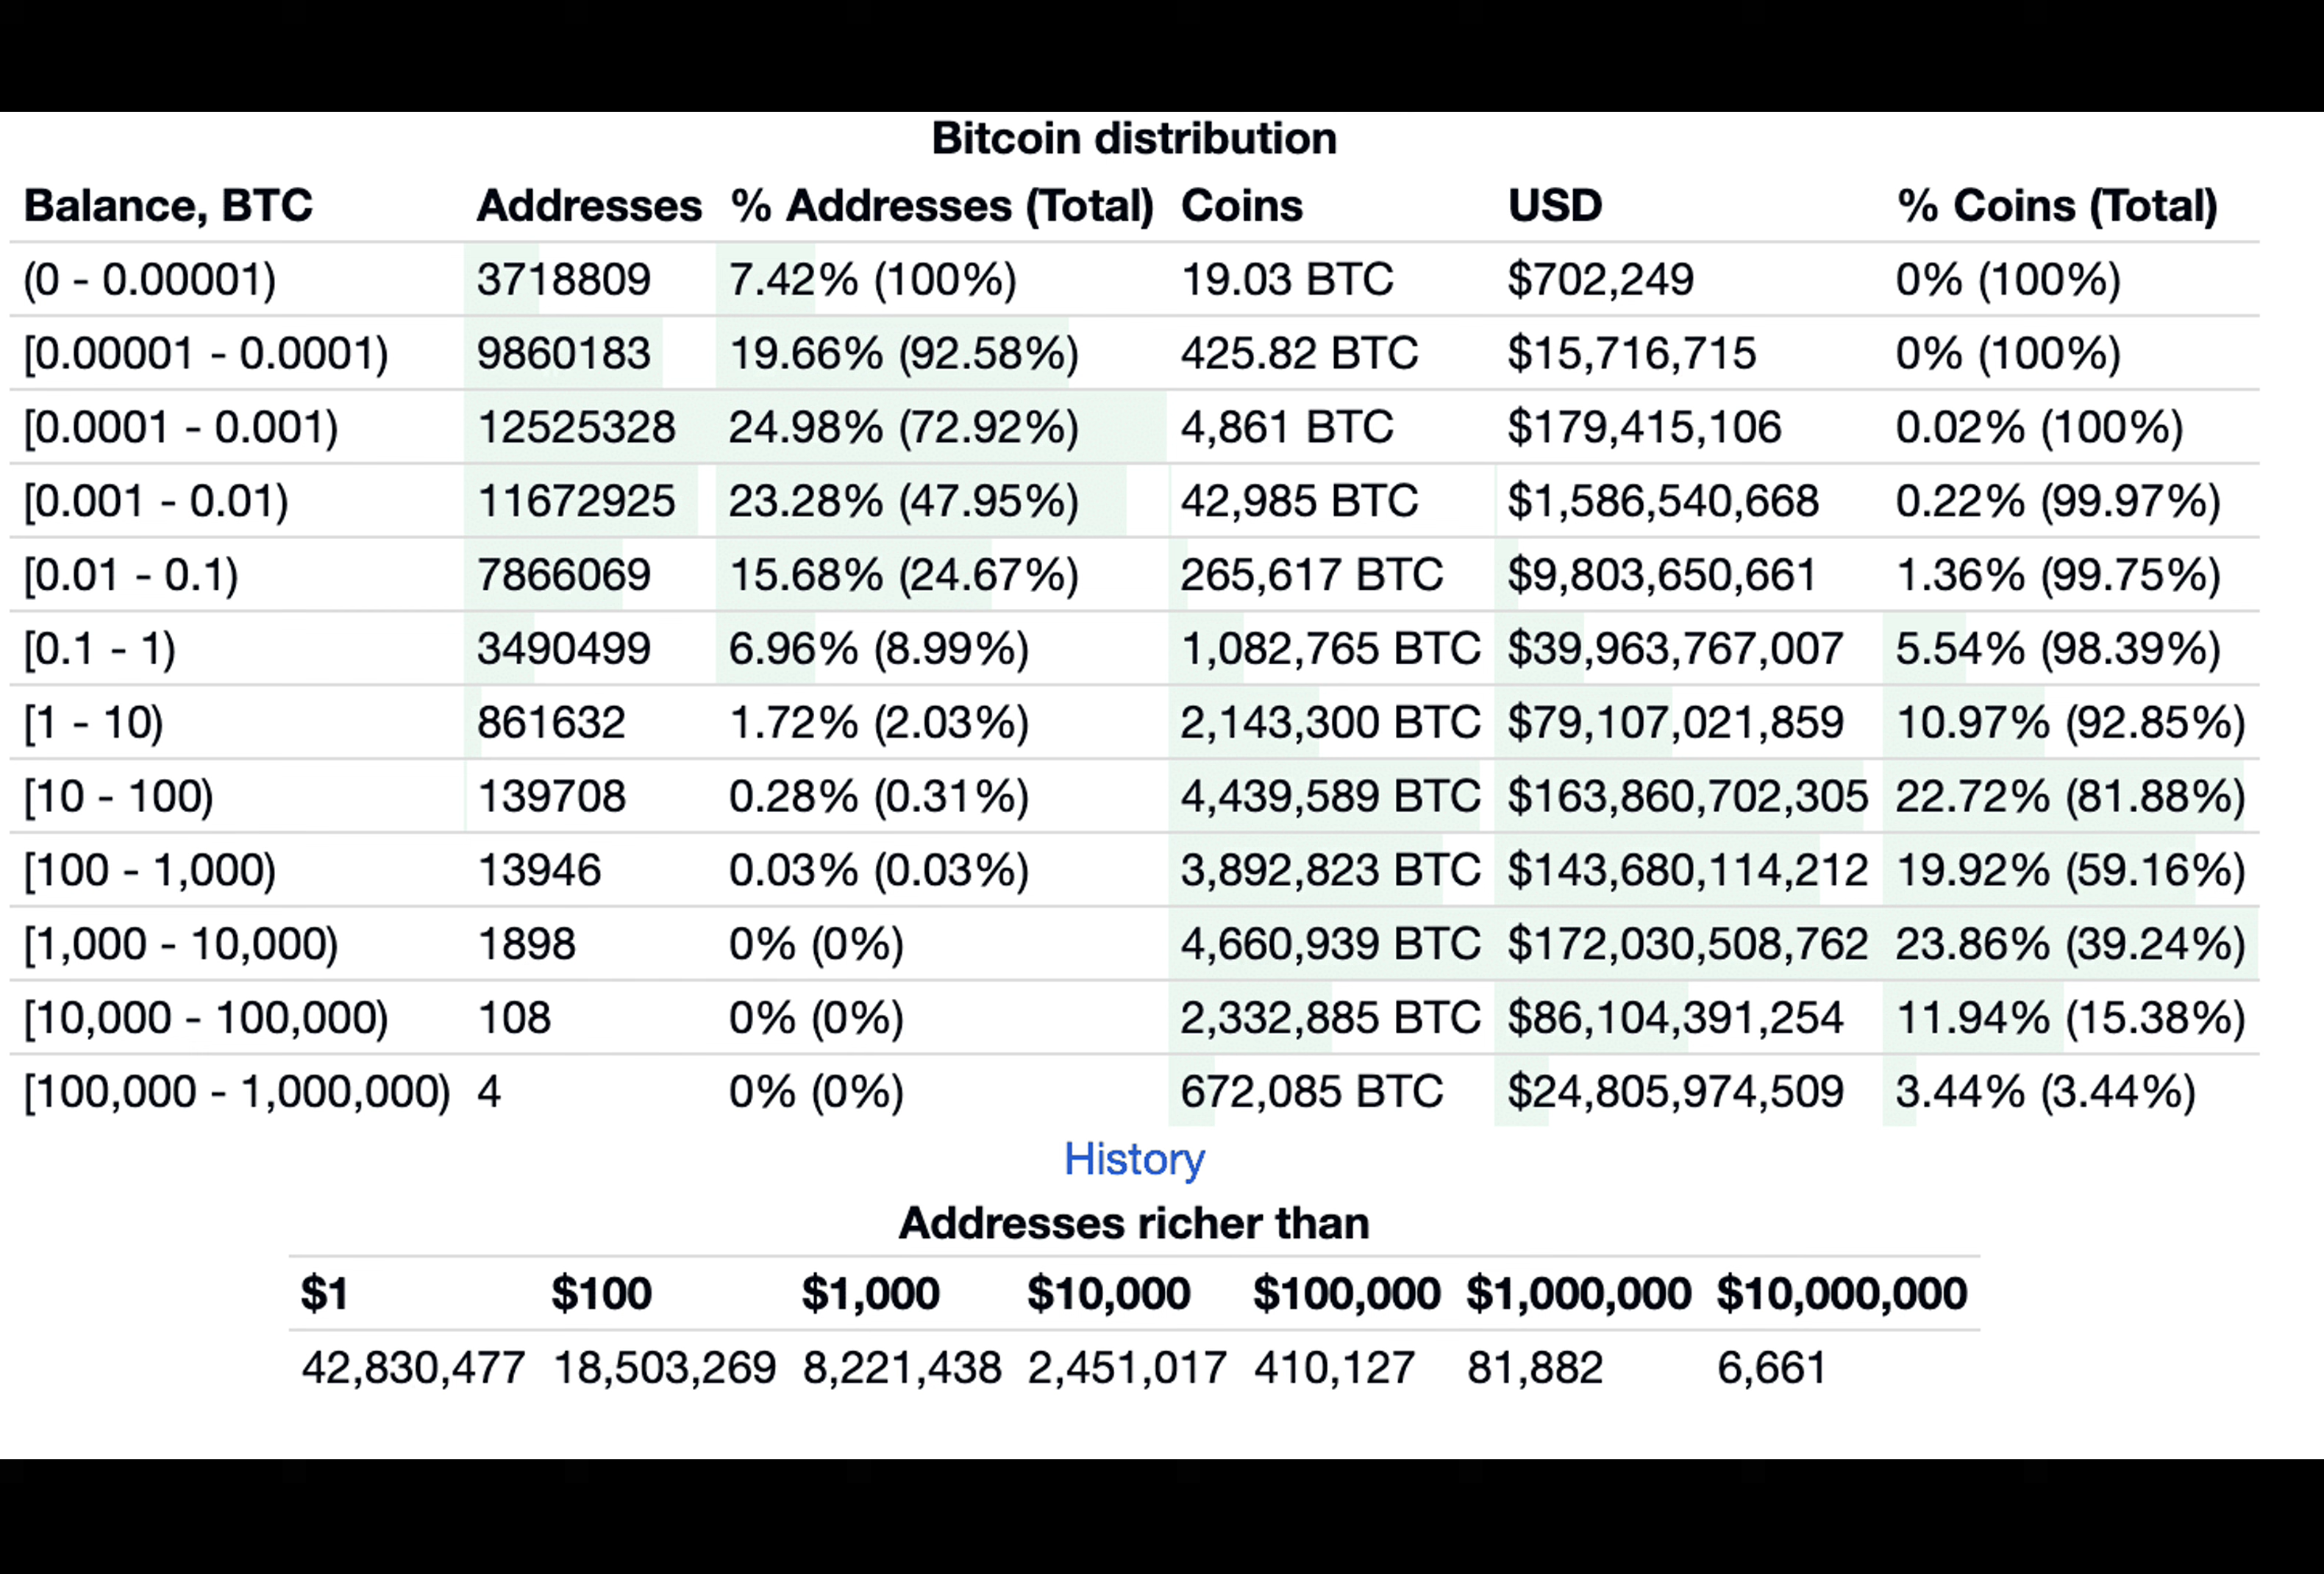 Bitcoin distribution
Balance, BTC Addresses % Addresses (Total) Coins USD % Coins (Total)
(0 - 0.00001) 3718809 7.42% (100%) 19.03 BTC $702,249 0% (100%)
[0.00001 - 0.0001) 9860183 19.66% (92.58%) 425.82 BTC $15,716,715 0% (100%)
[0.0001 - 0.001) 12525328 24.98% (72.92%) 4,861 BTC $179,415,106 0.02% (100%)
[0.001 - 0.01) 11672925 23.28% (47.95%) 42,985 BTC $1,586,540,668 0.22% (99.97%)
[0.01 - 0.1) 7866069 15.68% (24.67%) 265,617 BTC $9,803,650,661 1.36% (99.75%)
[0.1 - 1) 3490499 6.96% (8.99%) 1,082,765 BTC $39,963,767,007 5.54% (98.39%)
[1 - 10) 861632 1.72% (2.03%) 2,143,300 BTC $79,107,021,859 10.97% (92.85%)
[10 - 100) 139708 0.28% (0.31%) 4,439,589 BTC $163,860,702,305 22.72% (81.88%)
[100 - 1,000) 13946 0.03% (0.03%) 3,892,823 BTC $143,680,114,212 19.92% (59.16%)
[1,000 - 10,000) 1898 0% (0%) 4,660,939 BTC $172,030,508,762 23.86% (39.24%)
[10,000 - 100,000) 108 0% (0%) 2,332,885 BTC $86,104,391,254 11.94% (15.38%)
[100,000 - 1,000,000) 4 0% (0%) 672,085 BTC $24,805,974,509 3.44% (3.44%)
History
Addresses richer than
$1 $100 $1,000 $10,000 $100,000 $1,000,000 $10,000,000
42,830,477 18,503,269 8,221,438 2,451,017 410,127 81,882 6,661